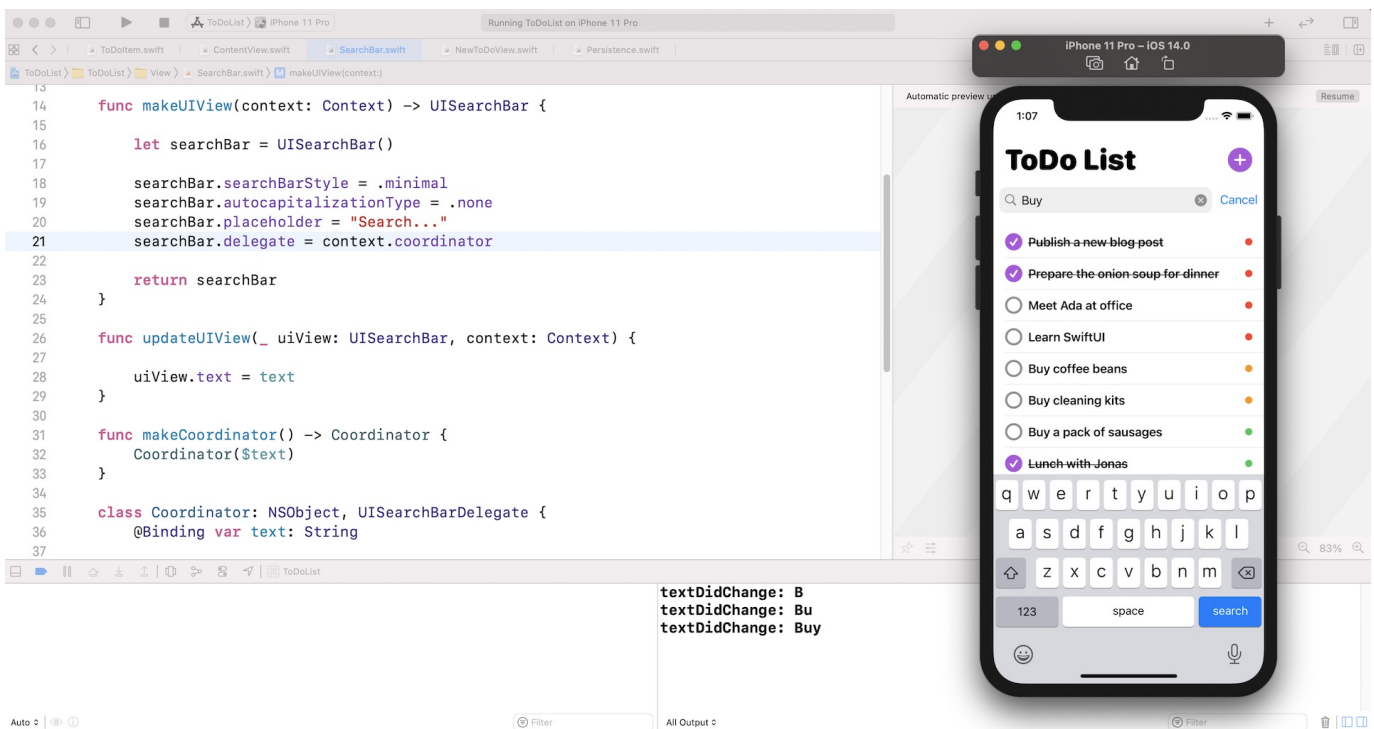 ToDoList 〉 iPhone 11 Pro
Running ToDoList on iPhone 11 Pro
ToDoItem.swift
ContentView.swift
SearchBar.swift
NewToDoView.swift
Persistence.swift
ToDoList 〉 ToDoList 〉 View 〉 SearchBar.swift 〉 M makeUIView(context:)
13
14 func makeUIView(context: Context) -> UISearchBar {
15
16 let searchBar = UISearchBar()
17
18 searchBar.searchBarStyle = .minimal
19 searchBar.autocapitalizationType = .none
20 searchBar.placeholder = "Search..."
21 searchBar.delegate = context.coordinator
22
23 return searchBar
24 }
25
26 func updateUIView(_ uiView: UISearchBar, context: Context) {
27
28 uiView.text = text
29 }
30
31 func makeCoordinator() -> Coordinator {
32 Coordinator($text)
33 }
34
35 class Coordinator: NSObject, UISearchBarDelegate {
36 @Binding var text: String
37
ToDoList
textDidChange: B
textDidChange: Bu
textDidChange: Buy
Auto
Filter
All Output
Filter
Automatic preview
Resume
83%
iPhone 11 Pro – iOS 14.0
1:07
ToDo List
Buy
Cancel
Publish a new blog post
Prepare the onion soup for dinner
Meet Ada at office
Learn SwiftUI
Buy coffee beans
Buy cleaning kits
Buy a pack of sausages
Lunch with Jonas
q w e r t y u i o p
a s d f g h j k l
z x c v b n m
123 space search